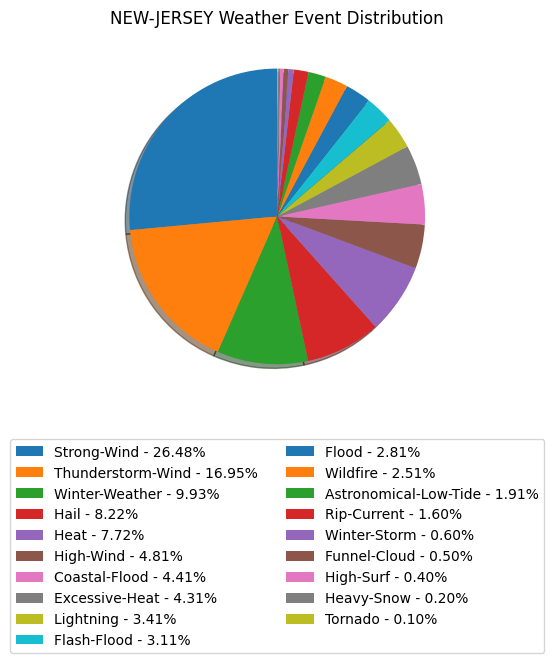 NEW-JERSEY Weather Event Distribution
Strong-Wind - 26.48%
Thunderstorm-Wind - 16.95%
Winter-Weather - 9.93%
Hail - 8.22%
Heat - 7.72%
High-Wind - 4.81%
Coastal-Flood - 4.41%
Excessive-Heat - 4.31%
Lightning - 3.41%
Flash-Flood - 3.11%
Flood - 2.81%
Wildfire - 2.51%
Astronomical-Low-Tide - 1.91%
Rip-Current - 1.60%
Winter-Storm - 0.60%
Funnel-Cloud - 0.50%
High-Surf - 0.40%
Heavy-Snow - 0.20%
Tornado - 0.10%